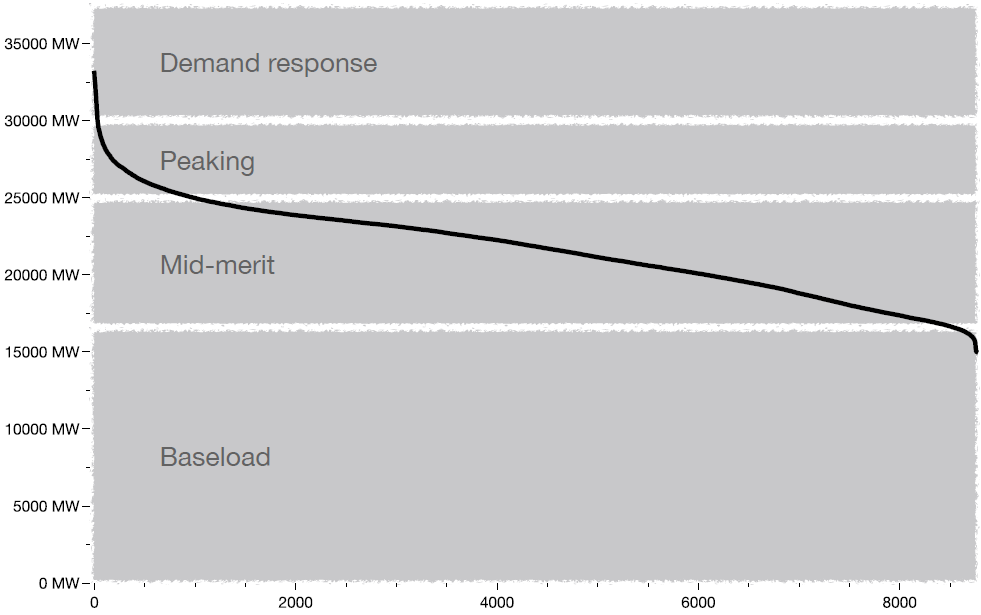 35000 MW
Demand response
30000 MW
Peaking
25000 MW
Mid-merit
20000 MW
15000 MW
10000 MW
Baseload
5000 MW
0 MW
0 2000 4000 6000 8000